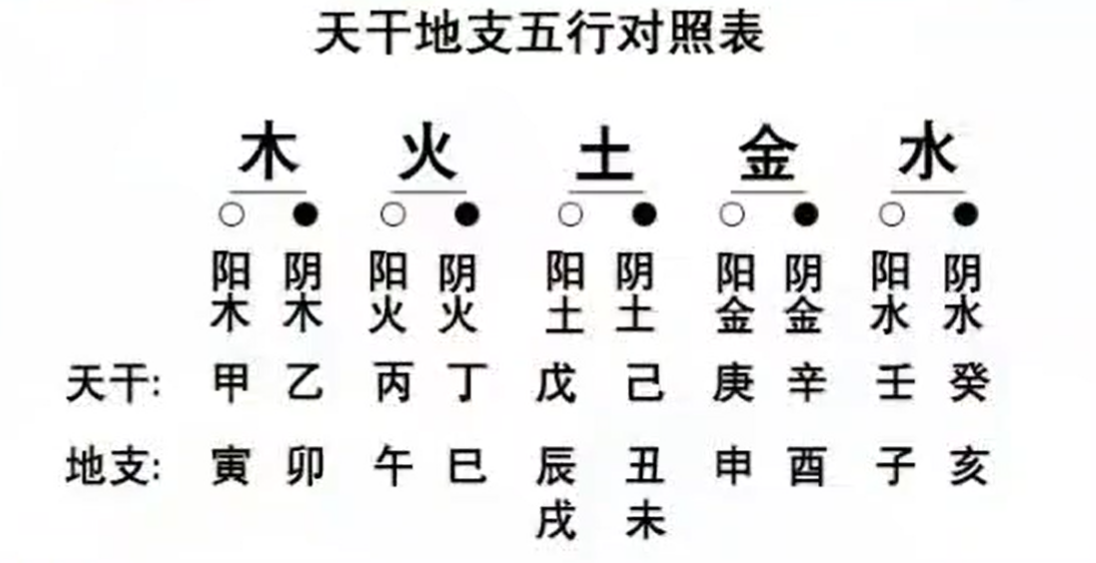 天干地支五行对照表
木 火 土 金 水
阳木 阴木 阳火 阴火 阳土 阴土 阳金 阴金 阳水 阴水
天干: 甲 乙 丙 丁 戊 己 庚 辛 壬 癸
地支: 寅 卯 午 巳 辰 丑 申 酉 子 亥
戌 未